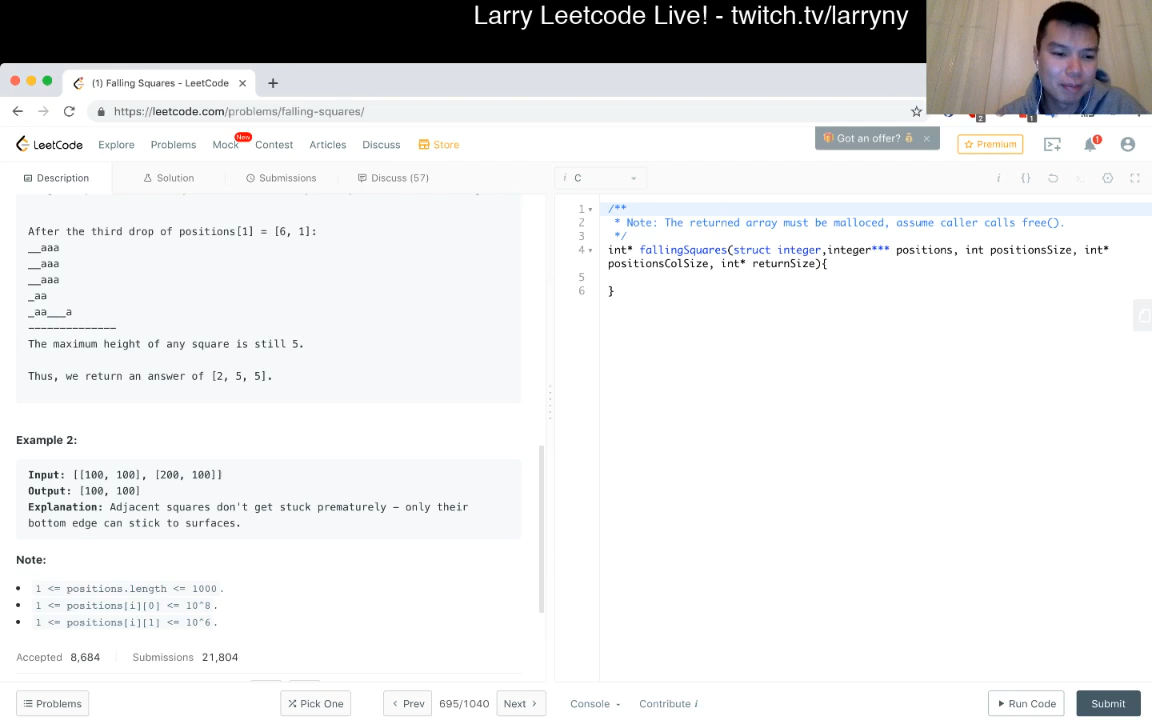 Larry Leetcode Live! - twitch.tv/larryny
(1) Falling Squares - LeetCode
https://leetcode.com/problems/falling-squares/
2
1
LeetCode
Explore
Problems
Mock
New
Contest
Articles
Discuss
Store
Got an offer?
Premium
1
Description
Solution
Submissions
Discuss (57)
i C
After the third drop of positions[1] = [6, 1]:
__aaa
__aaa
__aaa
_aa
_aa___a
--------------
The maximum height of any square is still 5.
Thus, we return an answer of [2, 5, 5].
Example 2:
Input: [[100, 100], [200, 100]]
Output: [100, 100]
Explanation: Adjacent squares don't get stuck prematurely - only their
bottom edge can stick to surfaces.
Note:
1 <= positions.length <= 1000.
1 <= positions[i][0] <= 10^8.
1 <= positions[i][1] <= 10^6.
Accepted 8,684
Submissions 21,804
1 /**
2 * Note: The returned array must be malloced, assume caller calls free().
3 */
4 int* fallingSquares(struct integer,integer*** positions, int positionsSize, int*
positionsColSize, int* returnSize){
5
6 }
Problems
Pick One
Prev
695/1040
Next
Console
Contribute i
Run Code
Submit